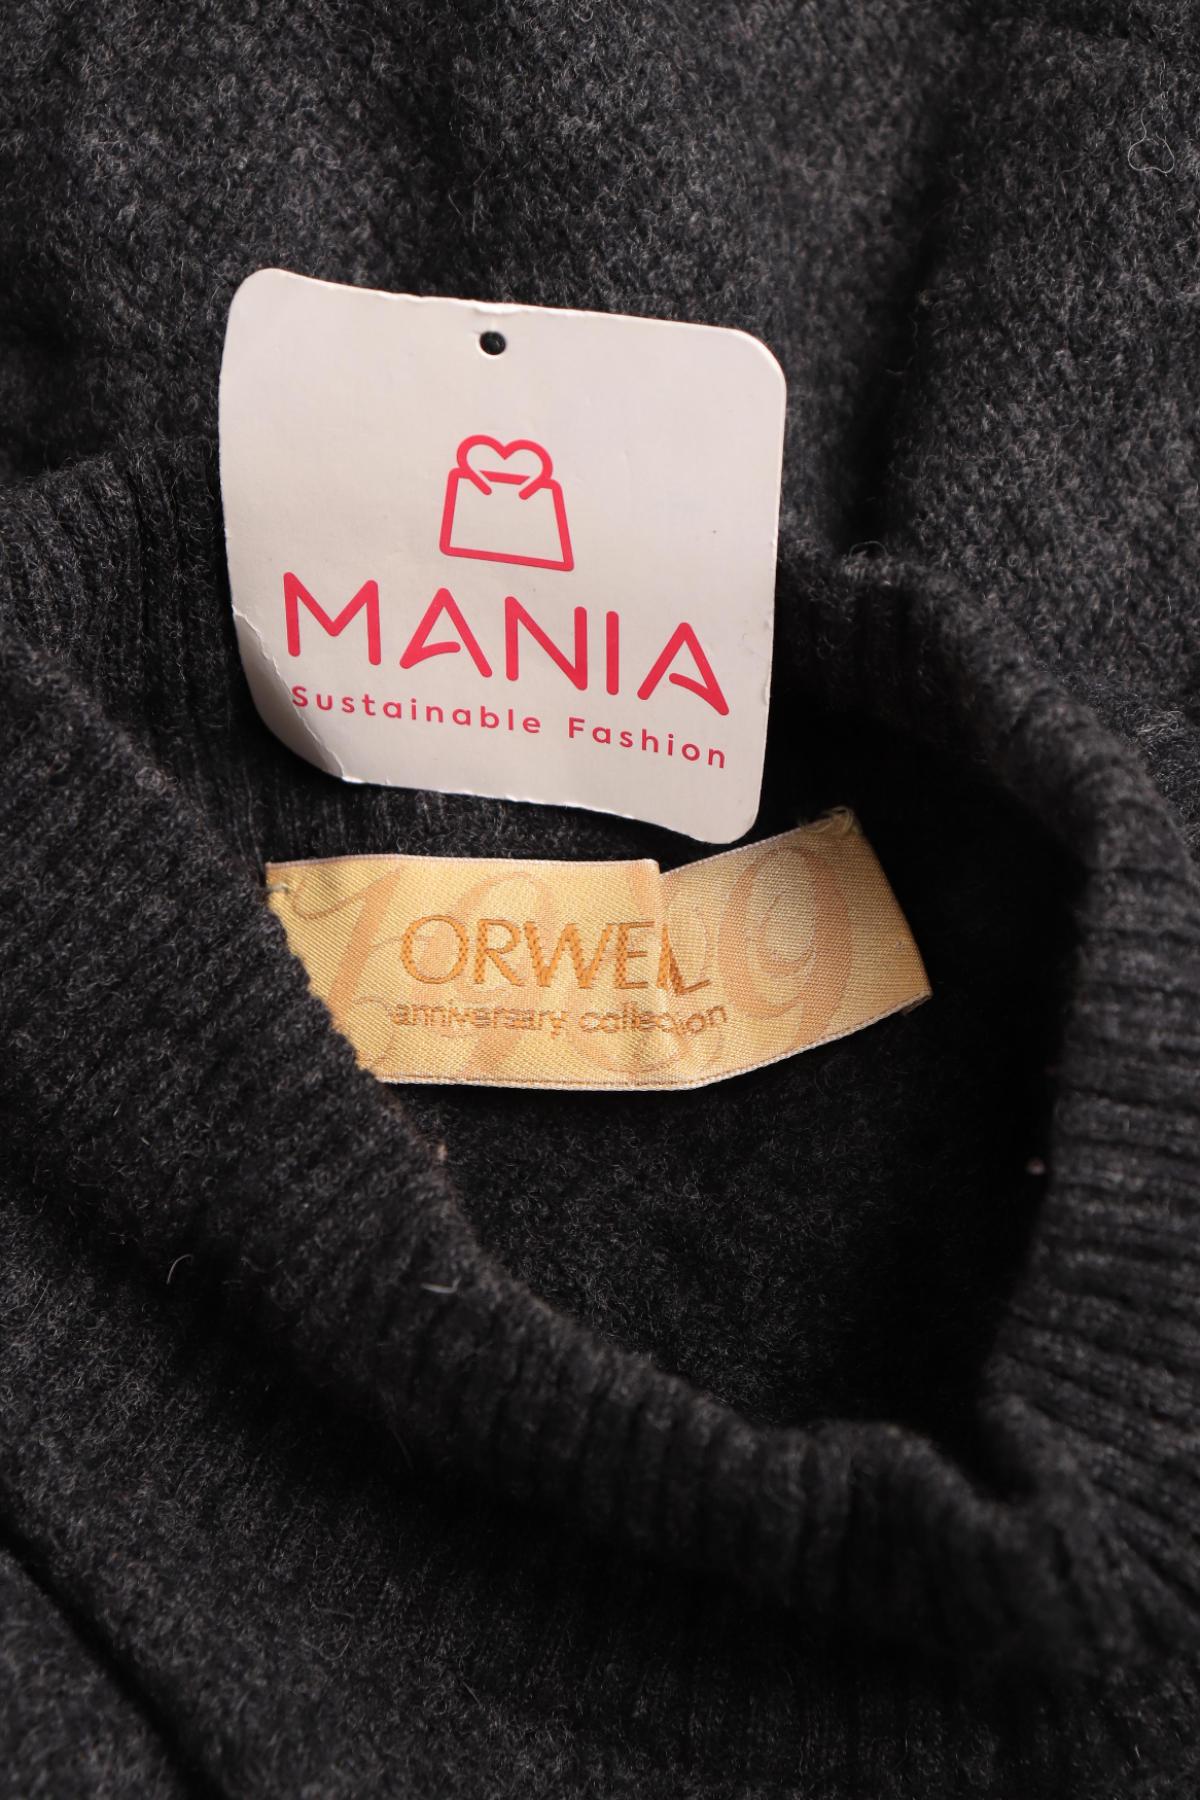 MANIA
Sustainable Fashion
ORWELL
anniversary collection